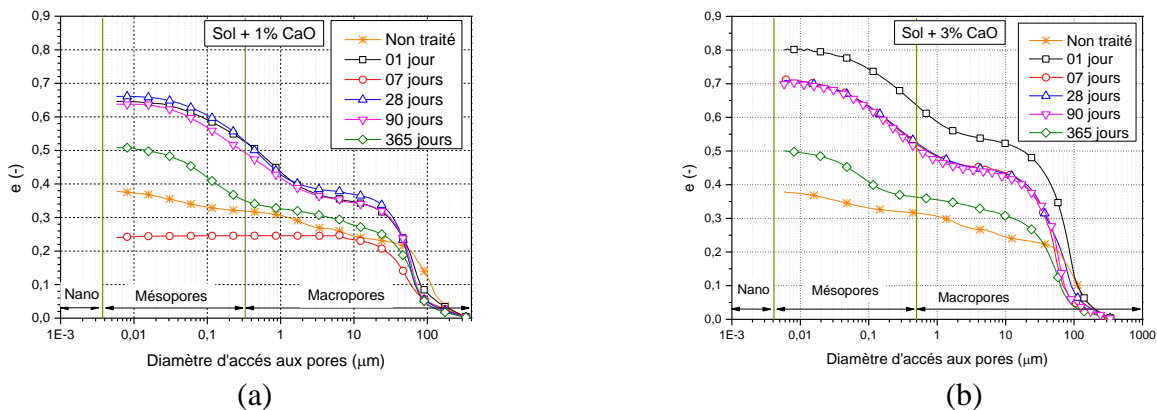 Sol + 1% CaO
Non traité
01 jour
07 jours
28 jours
90 jours
365 jours
0,9
0,8
0,7
0,6
0,5
0,4
0,3
0,2
0,1
0,0
e (-)
Nano
Mésopores
Macropores
1E-3
0,01
0,1
1
10
100
Diamètre d'accés aux pores (μm)
(a)
Sol + 3% CaO
Non traité
01 jour
07 jours
28 jours
90 jours
365 jours
0,9
0,8
0,7
0,6
0,5
0,4
0,3
0,2
0,1
0,0
e (-)
Nano
Mésopores
Macropores
1E-3
0,01
0,1
1
10
100
1000
Diamètre d'accés aux pores (μm)
(b)